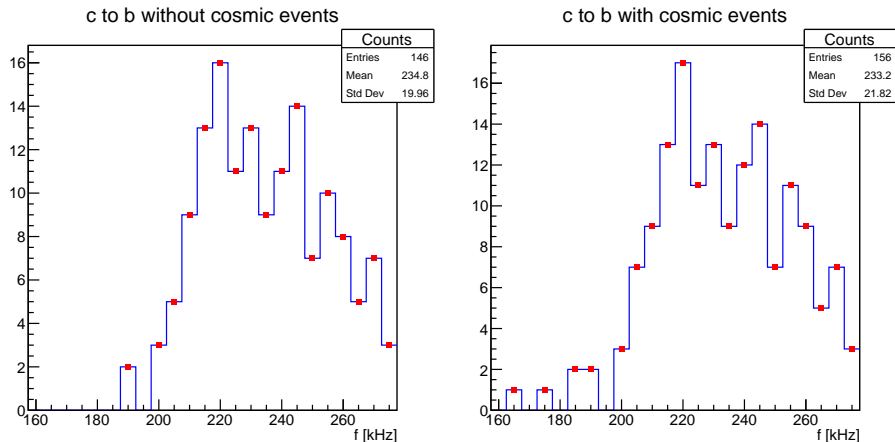 c to b without cosmic events
Counts
Entries 146
Mean 234.8
Std Dev 19.96
16
14
12
10
8
6
4
2
0
160 180 200 220 240 260
f [kHz]
c to b with cosmic events
Counts
Entries 156
Mean 233.2
Std Dev 21.82
16
14
12
10
8
6
4
2
0
160 180 200 220 240 260
f [kHz]